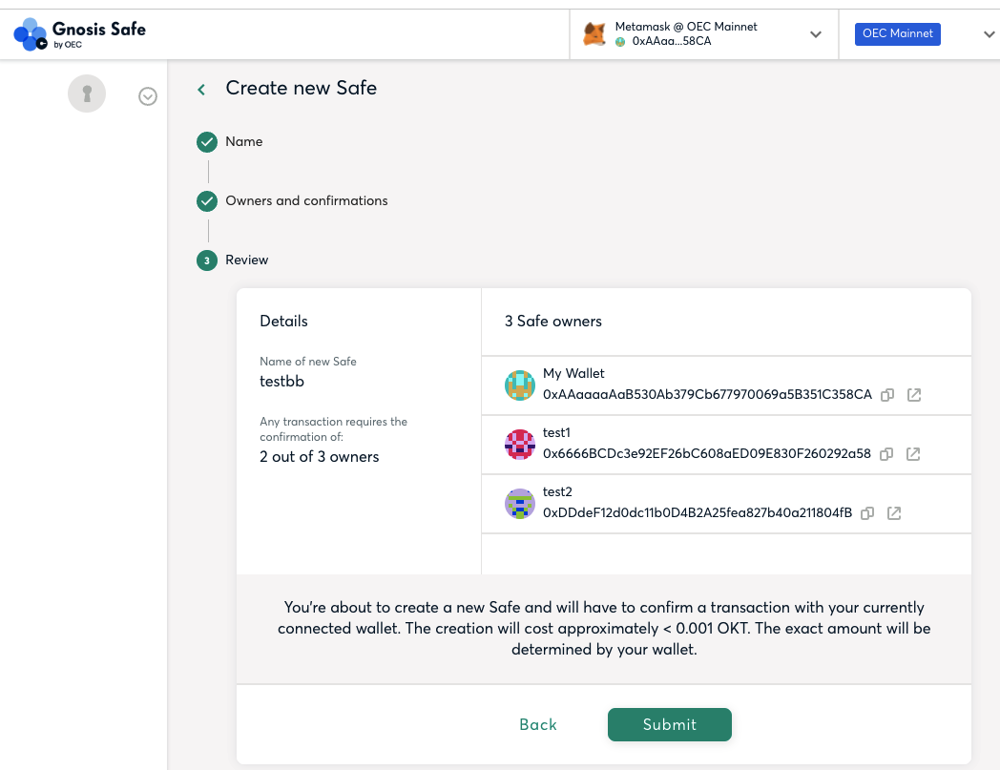 Gnosis Safe
by OEC
Metamask @ OEC Mainnet
0xAAaa...58CA
OEC Mainnet
Create new Safe
Name
Owners and confirmations
3 Review
Details
Name of new Safe
testbb
Any transaction requires the
confirmation of:
2 out of 3 owners
3 Safe owners
My Wallet
0xAAaaaaAaB530Ab379Cb677970069a5B351C358CA
test1
0x6666BCDc3e92EF26bC608aED09E830F260292a58
test2
0xDDdeF12d0dc11b0D4B2A25fea827b40a211804fB
You're about to create a new Safe and will have to confirm a transaction with your currently
connected wallet. The creation will cost approximately < 0.001 OKT. The exact amount will be
determined by your wallet.
Back
Submit